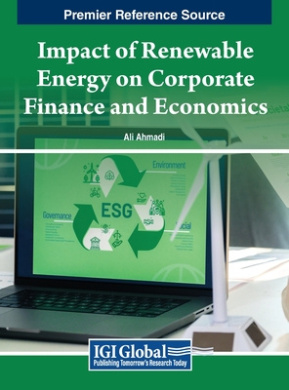 Premier Reference Source
Impact of Renewable
Energy on Corporate
Finance and Economics
Ali Ahmadi
Environment
Governance
ESG
Social
IGI Global
Publishing Tomorrow's Research Today